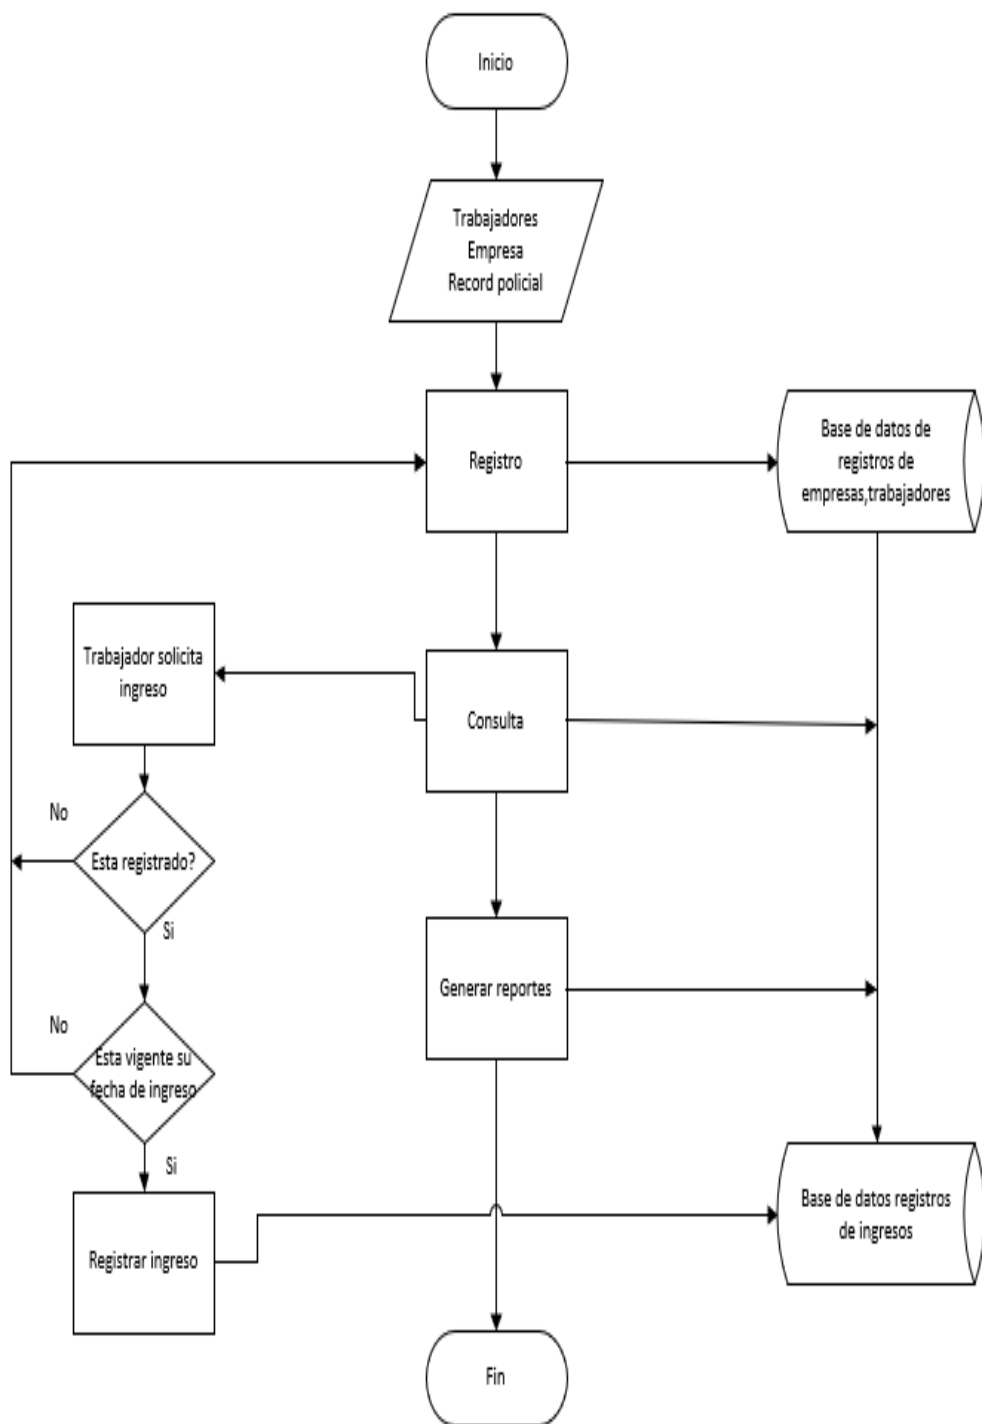 Inicio
Trabajadores
Empresa
Record policial
Registro
Base de datos de
registros de
empresas,trabajadores
Trabajador solicita
ingreso
Consulta
No
Esta registrado?
Si
Generar reportes
No
Esta vigente su
fecha de ingreso
Si
Registrar ingreso
Base de datos registros
de ingresos
Fin